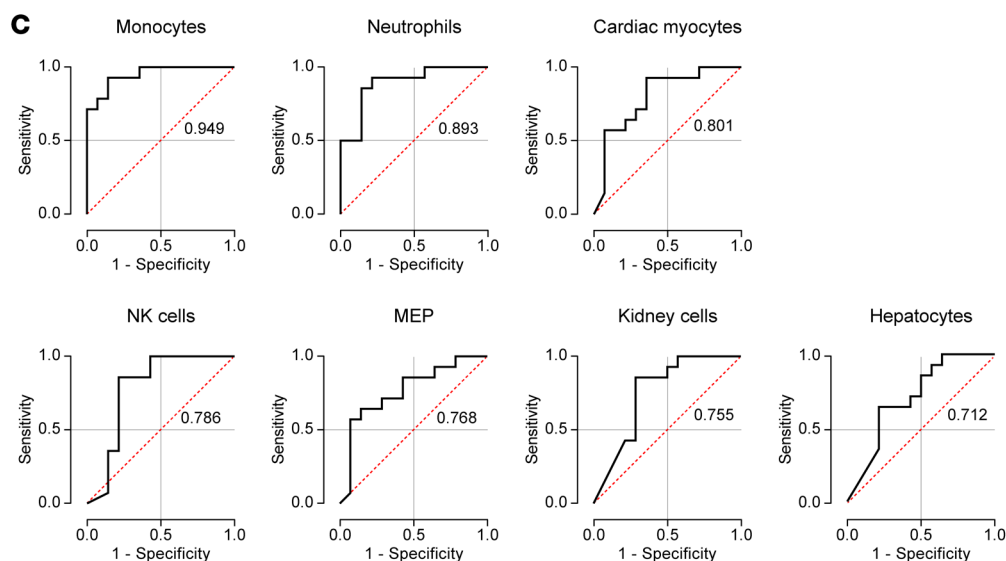 C
Monocytes
Neutrophils
Cardiac myocytes
Sensitivity
1.0
0.5
0.0
0.949
0.0 0.5 1.0
1 - Specificity
Sensitivity
1.0
0.5
0.0
0.893
0.0 0.5 1.0
1 - Specificity
Sensitivity
1.0
0.5
0.0
0.801
0.0 0.5 1.0
1 - Specificity
NK cells
MEP
Kidney cells
Hepatocytes
Sensitivity
1.0
0.5
0.0
0.786
0.0 0.5 1.0
1 - Specificity
Sensitivity
1.0
0.5
0.0
0.768
0.0 0.5 1.0
1 - Specificity
Sensitivity
1.0
0.5
0.0
0.755
0.0 0.5 1.0
1 - Specificity
Sensitivity
1.0
0.5
0.0
0.712
0.0 0.5 1.0
1 - Specificity